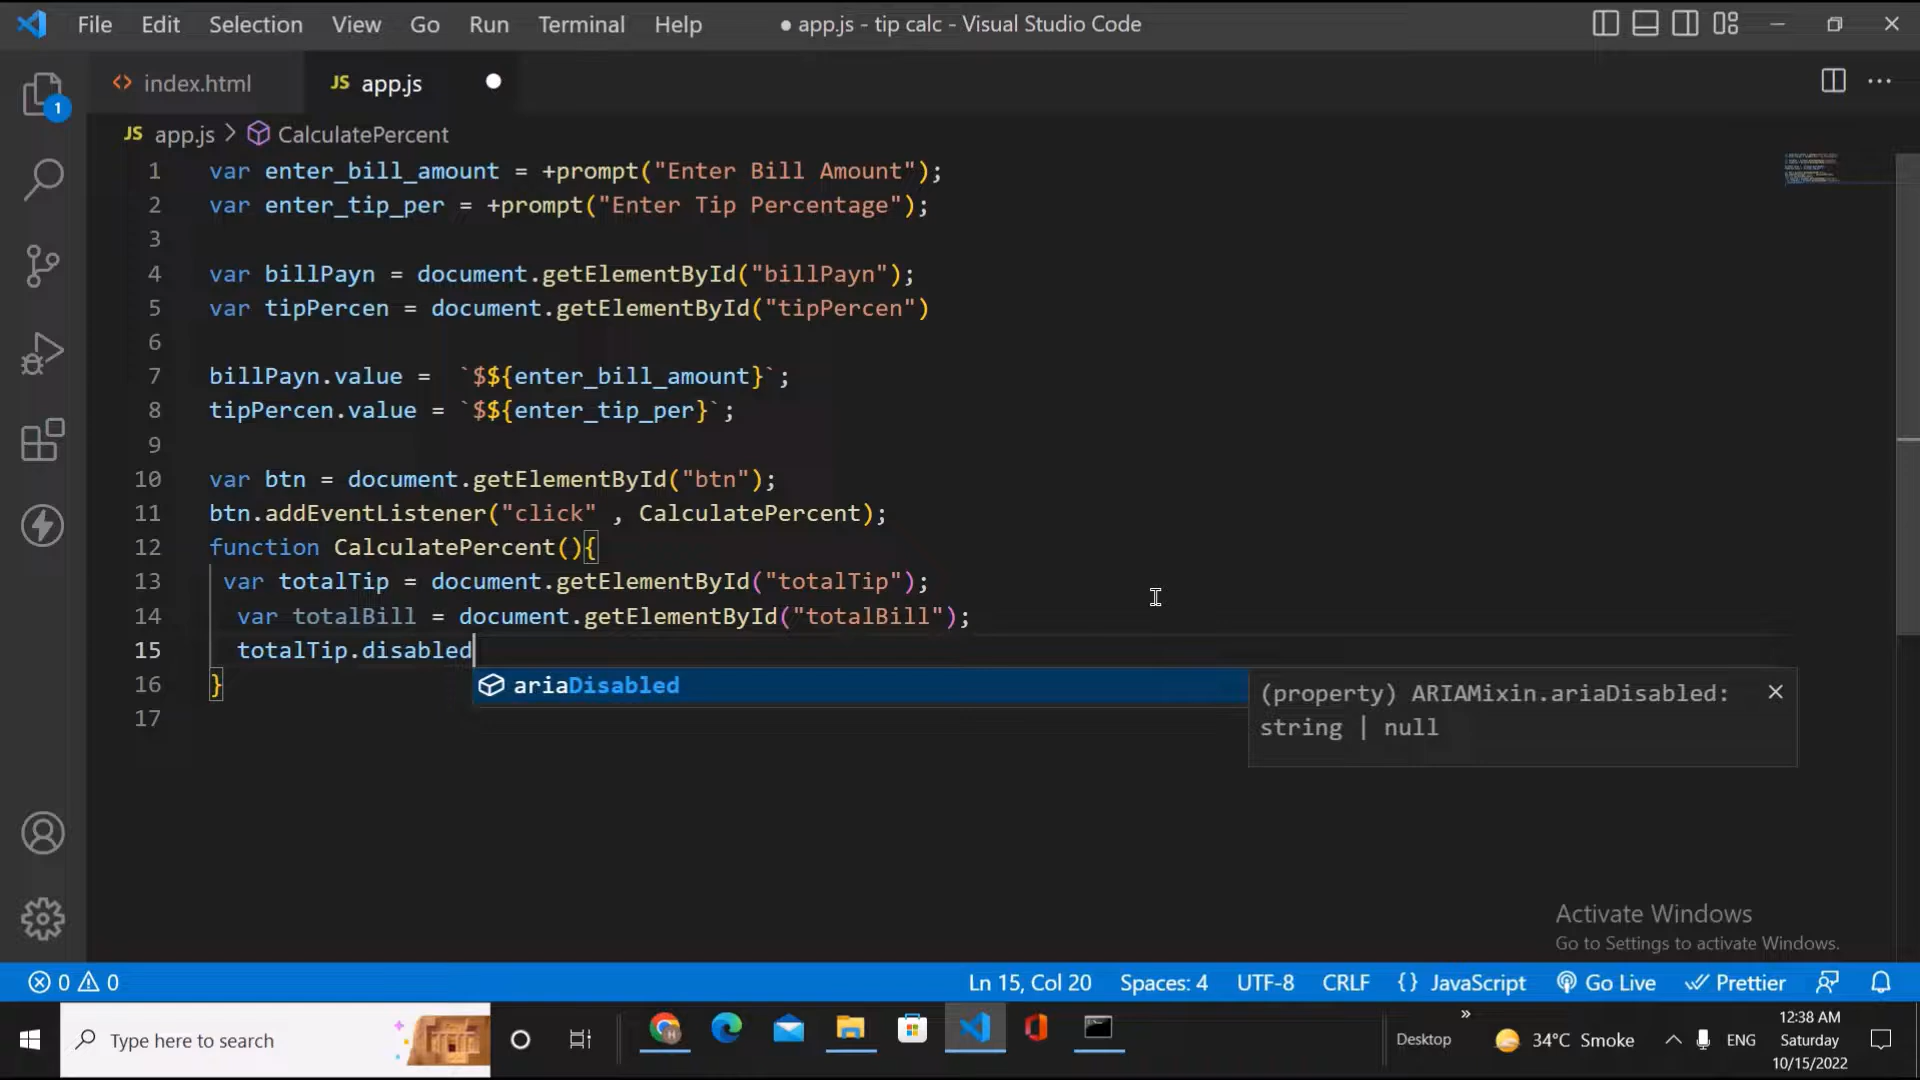 File Edit Selection View Go Run Terminal Help ● app.js - tip calc - Visual Studio Code
index.html JS app.js
1
JS app.js > CalculatePercent
1 var enter_bill_amount = +prompt("Enter Bill Amount");
2 var enter_tip_per = +prompt("Enter Tip Percentage");
3
4 var billPayn = document.getElementById("billPayn");
5 var tipPercen = document.getElementById("tipPercen")
6
7 billPayn.value =  `$${enter_bill_amount}`;
8 tipPercen.value = `$${enter_tip_per}`;
9
10 var btn = document.getElementById("btn");
11 btn.addEventListener("click" , CalculatePercent);
12 function CalculatePercent(){
13 var totalTip = document.getElementById("totalTip");
14 var totalBill = document.getElementById("totalBill");
15 totalTip.disabled
16 }
ariaDisabled
(property) ARIAMixin.ariaDisabled:
string | null
17
Activate Windows
Go to Settings to activate Windows.
0 0 Ln 15, Col 20 Spaces: 4 UTF-8 CRLF {} JavaScript Go Live Prettier
Type here to search Desktop » 34°C Smoke ENG
12:38 AM
Saturday
10/15/2022